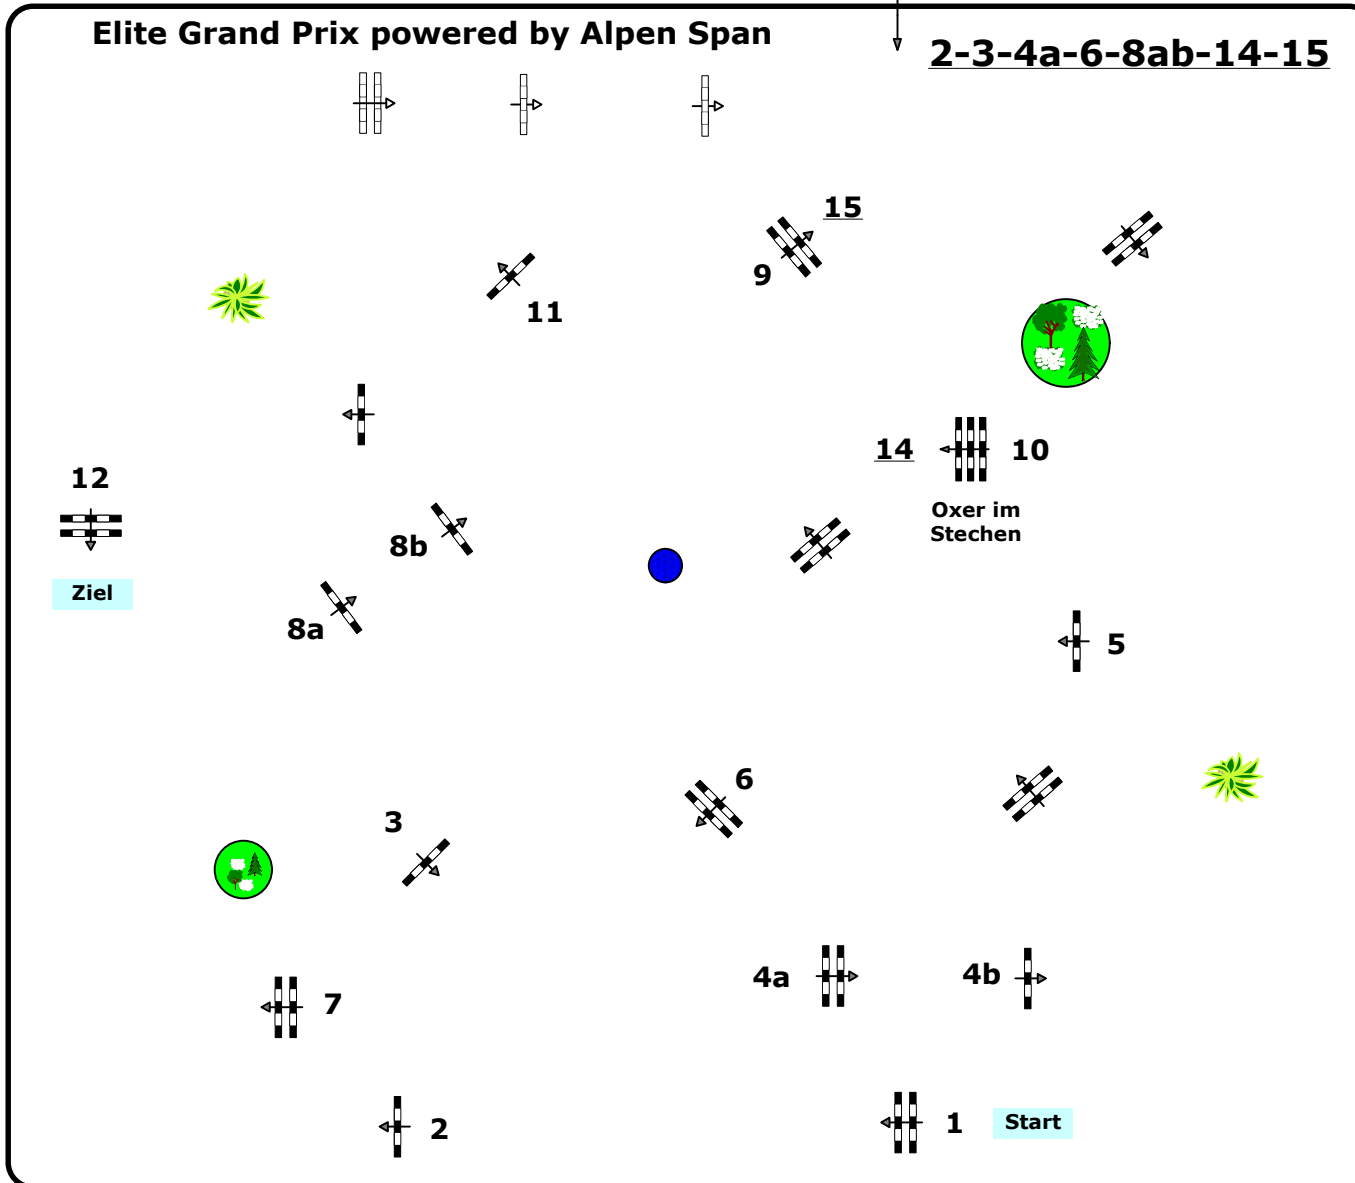 Elite Grand Prix powered by Alpen Span
2-3-4a-6-8ab-14-15
15
9
11
14
10
12
Oxer im
Stechen
8b
Ziel
8a
5
6
3
4a
4b
7
2
1
Start